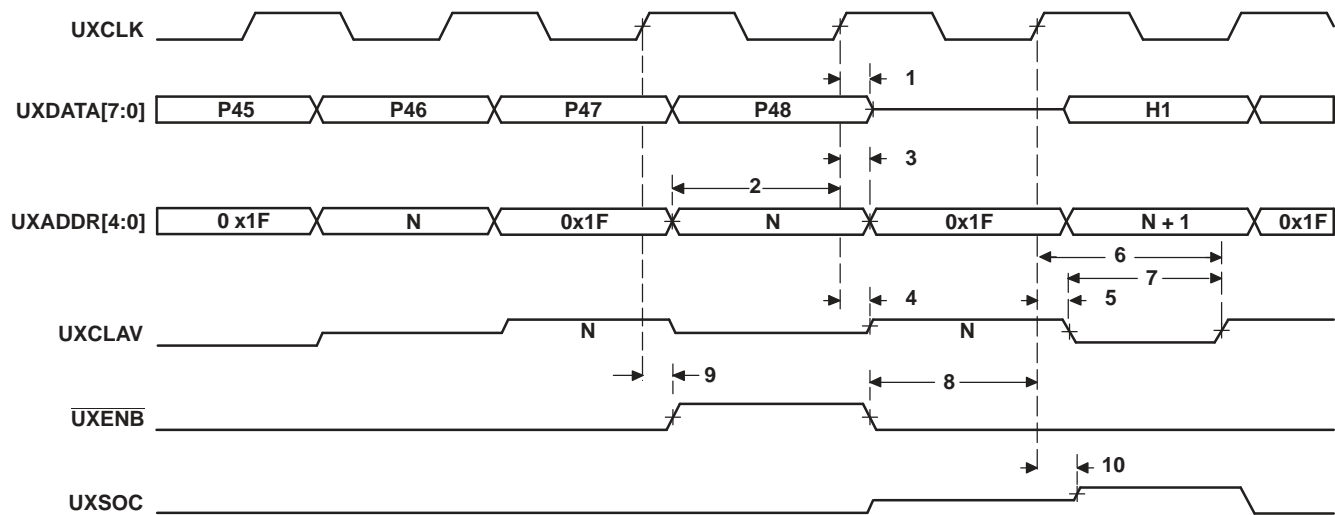 UXCLK
1
UXDATA[7:0] P45 P46 P47 P48 H1
3
2
UXADDR[4:0] 0 x1F N 0x1F N 0x1F N + 1 0x1F
6
7
4 5
UXCLAV N N
9 8
UXENB
10
UXSOC